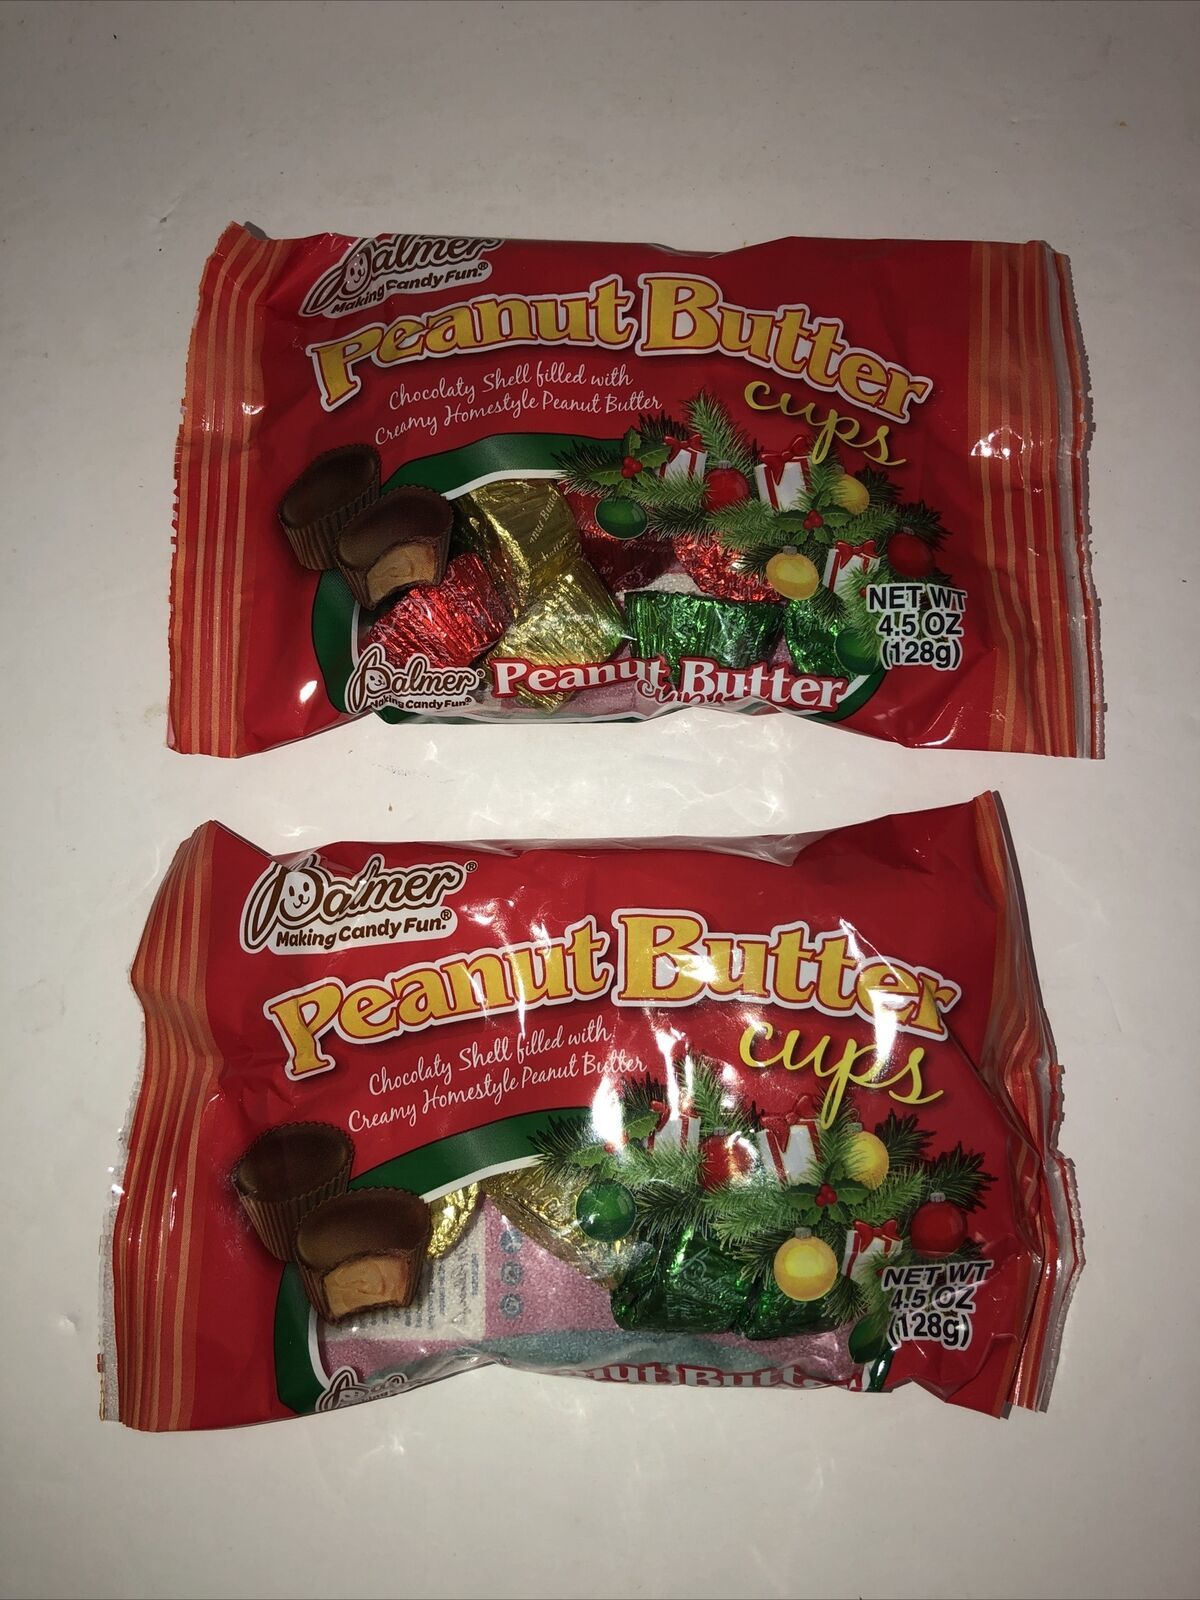 Palmer
Making Candy Fun.®
Peanut Butter
cups
Chocolaty Shell filled with
Creamy Homestyle Peanut Butter
NET WT
4.5 OZ
(128g)
Palmer®
Making Candy Fun.®
Peanut Butter
Cups
Palmer®
Making Candy Fun.®
Peanut Butter
cups
Chocolaty Shell filled with
Creamy Homestyle Peanut Butter
NET WT
4.5 OZ
(128g)